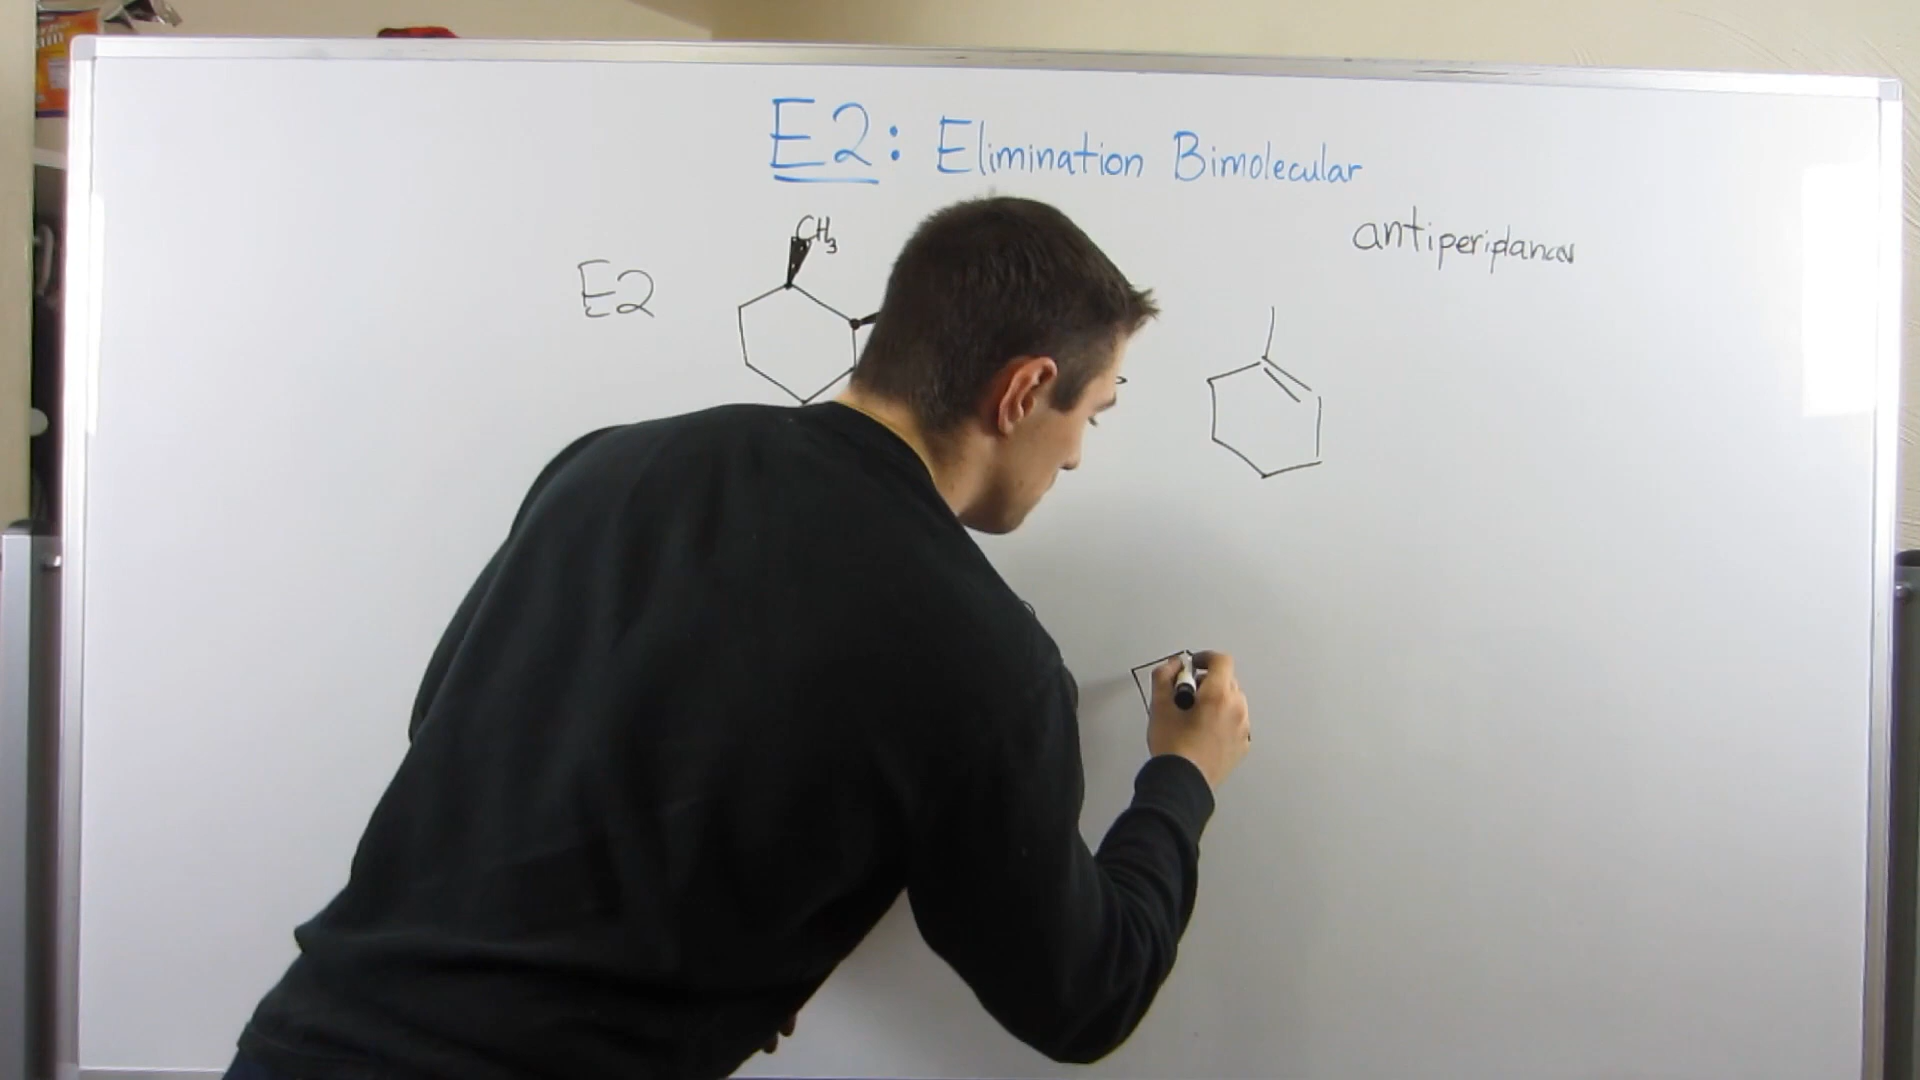 E2: Elimination Bimolecular
CH3
antiperiplanar
E2